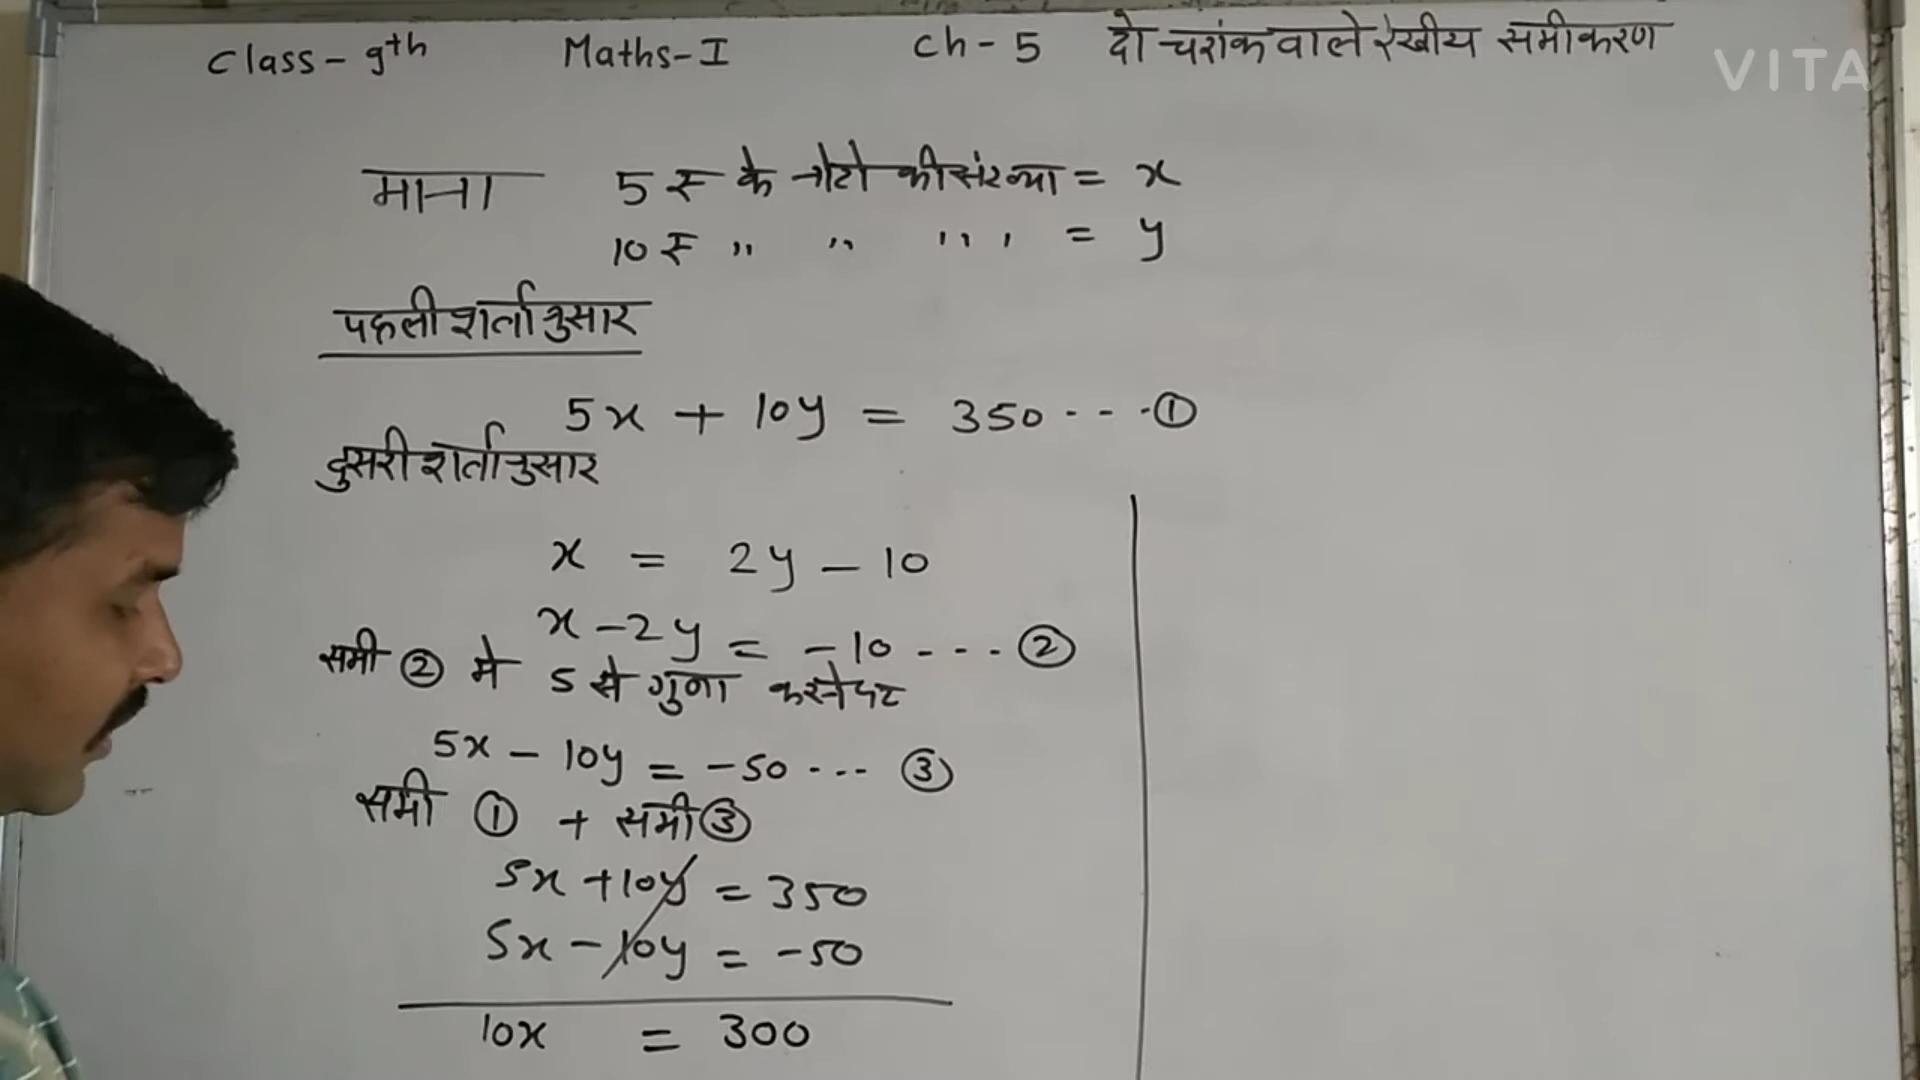 Class - 9th Maths-I Ch - 5 दो चरांक वाले रेखीय समीकरण
VITA
माना 5 रु के नोटो की संख्या = x
10 रु ,, ,, ,,, = y
पहली शर्तानुसार
5x + 10y = 350 - - - ①
दुसरी शर्तानुसार
x = 2y - 10
x - 2y = -10 - - - ②
समी ② मे 5 से गुणा करने पर
5x - 10y = -50 --- ③
समी ① + समी ③
5x + 10y = 350
5x - 10y = -50
10x = 300